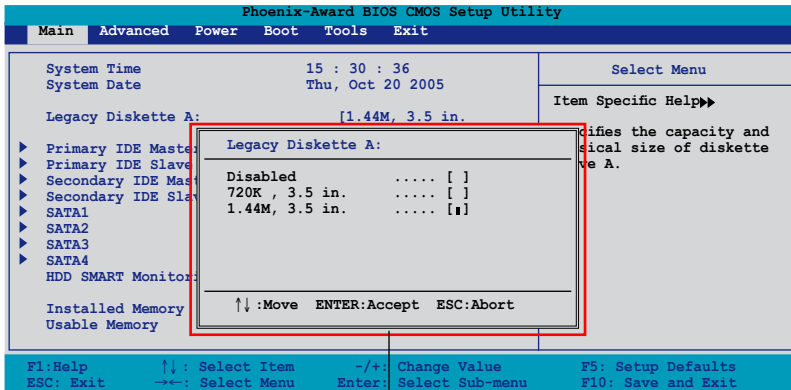 Phoenix-Award BIOS CMOS Setup Utility
Main Advanced Power Boot Tools Exit
System Time 15 : 30 : 36
System Date Thu, Oct 20 2005
Legacy Diskette A: [1.44M, 3.5 in.
Primary IDE Master
Primary IDE Slave
Secondary IDE Mas
Secondary IDE Sla
SATA1
SATA2
SATA3
SATA4
HDD SMART Monitori
Installed Memory
Usable Memory
Legacy Diskette A:
Disabled ..... [ ]
720K , 3.5 in. ..... [ ]
1.44M, 3.5 in. ..... [▮]
↑↓ :Move ENTER:Accept ESC:Abort
Select Menu
Item Specific Help▶▶
cifies the capacity and
sical size of diskette
ve A.
F1:Help ↑↓ : Select Item -/+: Change Value F5: Setup Defaults
ESC: Exit →←: Select Menu Enter: Select Sub-menu F10: Save and Exit